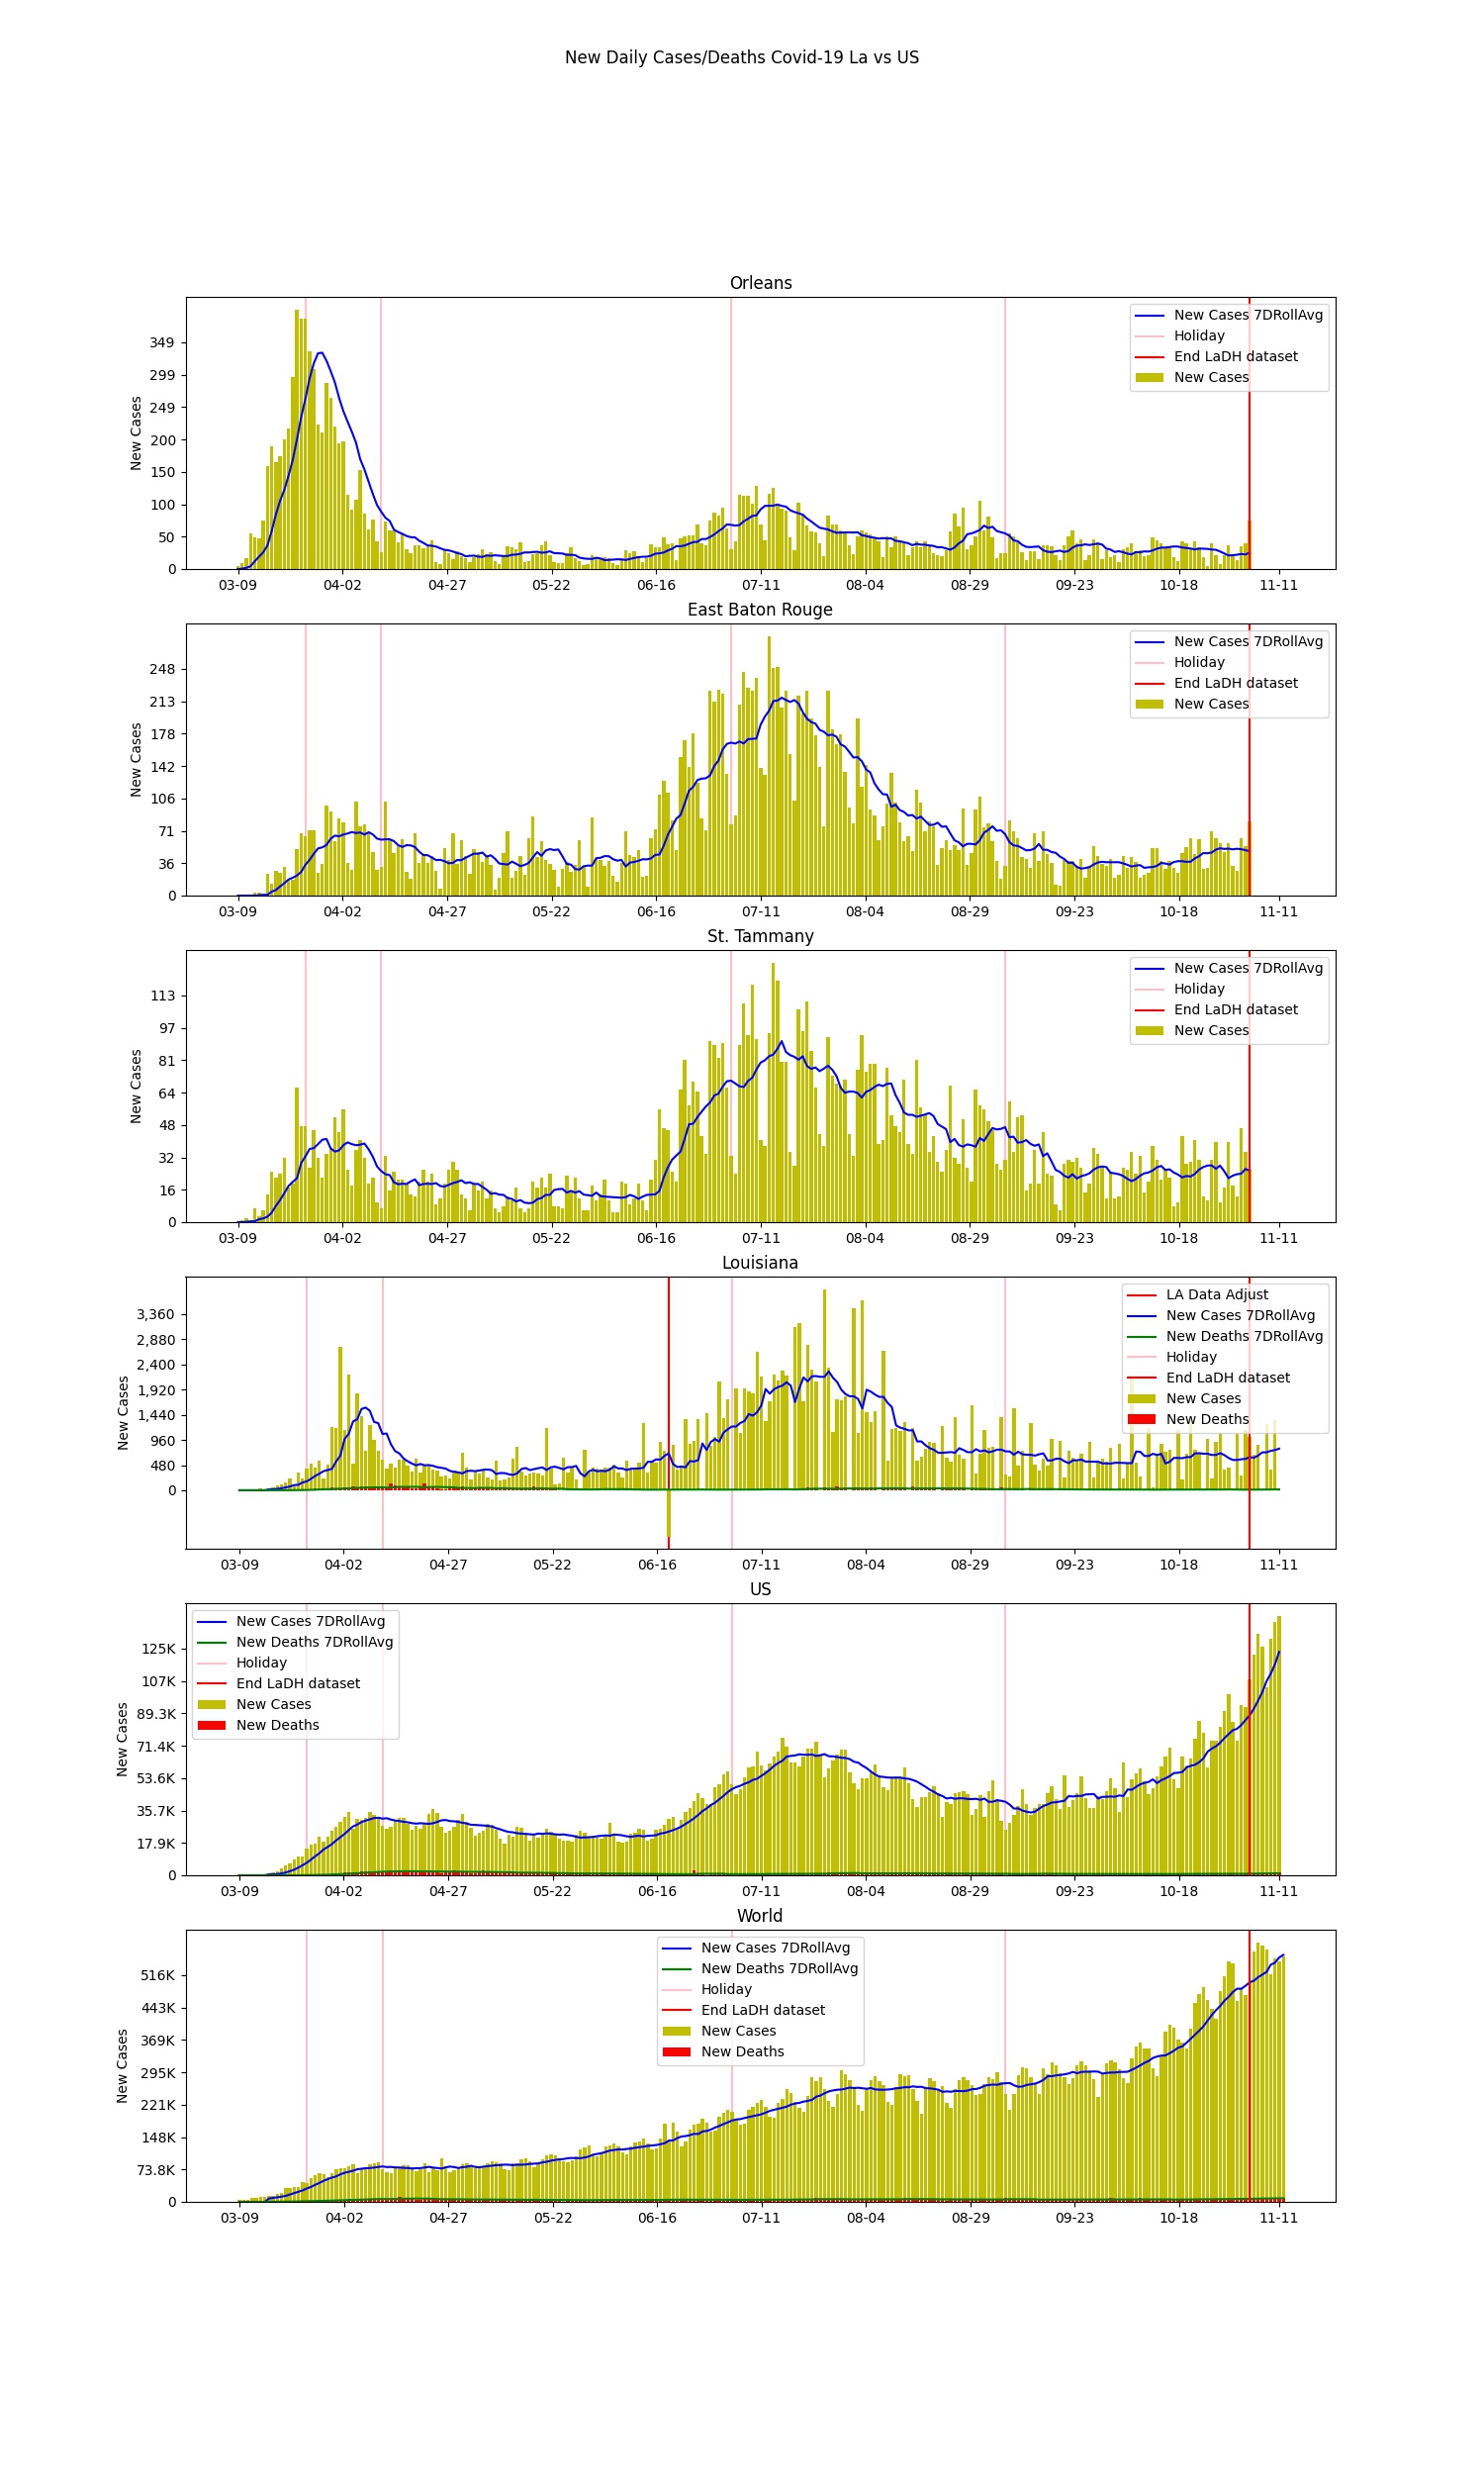 New Daily Cases/Deaths Covid-19 La vs US
Orleans
New Cases
349
299
249
200
150
100
50
0
New Cases 7DRollAvg
Holiday
End LaDH dataset
New Cases
03-09 04-02 04-27 05-22 06-16 07-11 08-04 08-29 09-23 10-18 11-11
East Baton Rouge
New Cases
248
213
178
142
106
71
36
0
New Cases 7DRollAvg
Holiday
End LaDH dataset
New Cases
03-09 04-02 04-27 05-22 06-16 07-11 08-04 08-29 09-23 10-18 11-11
St. Tammany
New Cases
113
97
81
64
48
32
16
0
New Cases 7DRollAvg
Holiday
End LaDH dataset
New Cases
03-09 04-02 04-27 05-22 06-16 07-11 08-04 08-29 09-23 10-18 11-11
Louisiana
New Cases
3,360
2,880
2,400
1,920
1,440
960
480
0
LA Data Adjust
New Cases 7DRollAvg
New Deaths 7DRollAvg
Holiday
End LaDH dataset
New Cases
New Deaths
03-09 04-02 04-27 05-22 06-16 07-11 08-04 08-29 09-23 10-18 11-11
US
New Cases
125K
107K
89.3K
71.4K
53.6K
35.7K
17.9K
0
New Cases 7DRollAvg
New Deaths 7DRollAvg
Holiday
End LaDH dataset
New Cases
New Deaths
03-09 04-02 04-27 05-22 06-16 07-11 08-04 08-29 09-23 10-18 11-11
World
New Cases
516K
443K
369K
295K
221K
148K
73.8K
0
New Cases 7DRollAvg
New Deaths 7DRollAvg
Holiday
End LaDH dataset
New Cases
New Deaths
03-09 04-02 04-27 05-22 06-16 07-11 08-04 08-29 09-23 10-18 11-11